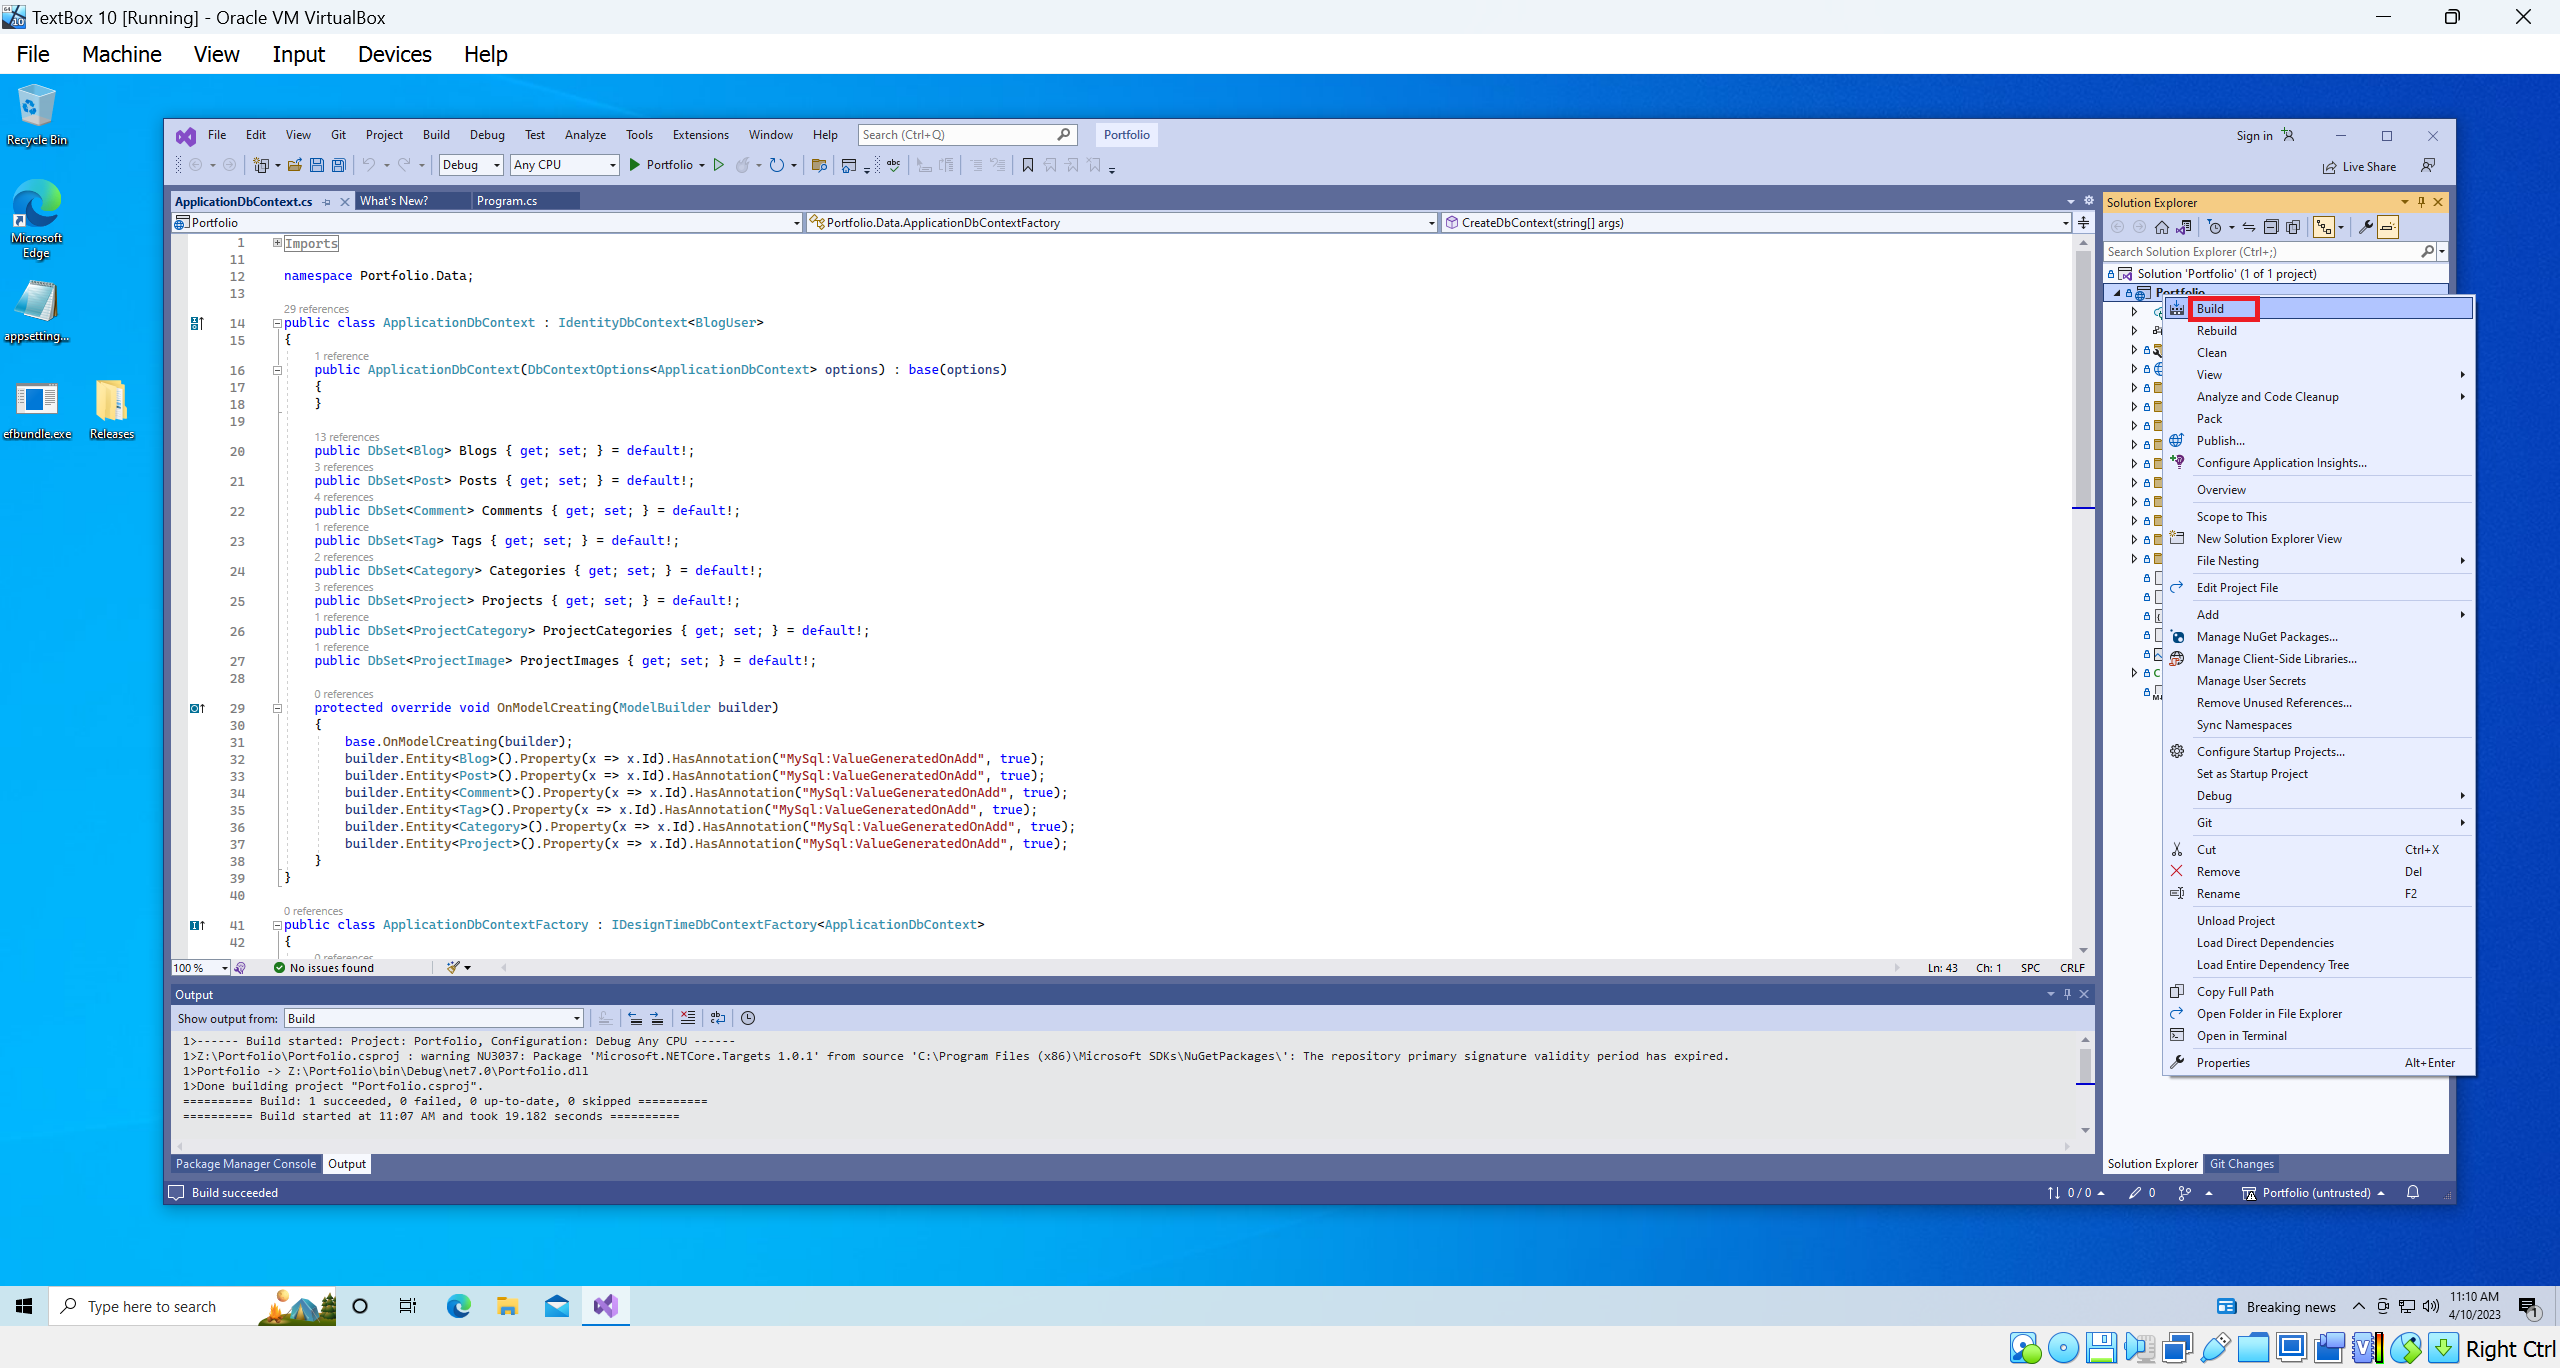 TextBox 10 [Running] - Oracle VM VirtualBox
File Machine View Input Devices Help
Recycle Bin
Microsoft Edge
appsetting...
efbundle.exe
Releases
File Edit View Git Project Build Debug Test Analyze Tools Extensions Window Help Search (Ctrl+Q) Portfolio
Sign in
Debug Any CPU Portfolio
Live Share
ApplicationDbContext.cs What's New? Program.cs
Portfolio Portfolio.Data.ApplicationDbContextFactory CreateDbContext(string[] args)
1 Imports
11
12 namespace Portfolio.Data;
13
29 references
14 public class ApplicationDbContext : IdentityDbContext<BlogUser>
15 {
1 reference
16 public ApplicationDbContext(DbContextOptions<ApplicationDbContext> options) : base(options)
17 {
18 }
19
13 references
20 public DbSet<Blog> Blogs { get; set; } = default!;
3 references
21 public DbSet<Post> Posts { get; set; } = default!;
4 references
22 public DbSet<Comment> Comments { get; set; } = default!;
1 reference
23 public DbSet<Tag> Tags { get; set; } = default!;
2 references
24 public DbSet<Category> Categories { get; set; } = default!;
3 references
25 public DbSet<Project> Projects { get; set; } = default!;
1 reference
26 public DbSet<ProjectCategory> ProjectCategories { get; set; } = default!;
1 reference
27 public DbSet<ProjectImage> ProjectImages { get; set; } = default!;
28
0 references
29 protected override void OnModelCreating(ModelBuilder builder)
30 {
31 base.OnModelCreating(builder);
32 builder.Entity<Blog>().Property(x => x.Id).HasAnnotation("MySql:ValueGeneratedOnAdd", true);
33 builder.Entity<Post>().Property(x => x.Id).HasAnnotation("MySql:ValueGeneratedOnAdd", true);
34 builder.Entity<Comment>().Property(x => x.Id).HasAnnotation("MySql:ValueGeneratedOnAdd", true);
35 builder.Entity<Tag>().Property(x => x.Id).HasAnnotation("MySql:ValueGeneratedOnAdd", true);
36 builder.Entity<Category>().Property(x => x.Id).HasAnnotation("MySql:ValueGeneratedOnAdd", true);
37 builder.Entity<Project>().Property(x => x.Id).HasAnnotation("MySql:ValueGeneratedOnAdd", true);
38 }
39 }
40
0 references
41 public class ApplicationDbContextFactory : IDesignTimeDbContextFactory<ApplicationDbContext>
42 {
0 references
100 % No issues found Ln: 43 Ch: 1 SPC CRLF
Output
Show output from: Build
1>------ Build started: Project: Portfolio, Configuration: Debug Any CPU ------
1>Z:\Portfolio\Portfolio.csproj : warning NU3037: Package 'Microsoft.NETCore.Targets 1.0.1' from source 'C:\Program Files (x86)\Microsoft SDKs\NuGetPackages\': The repository primary signature validity period has expired.
1>Portfolio -> Z:\Portfolio\bin\Debug\net7.0\Portfolio.dll
1>Done building project "Portfolio.csproj".
========== Build: 1 succeeded, 0 failed, 0 up-to-date, 0 skipped ==========
========== Build started at 11:07 AM and took 19.182 seconds ==========
Package Manager Console Output
Build succeeded
Solution Explorer
Search Solution Explorer (Ctrl+;)
Solution 'Portfolio' (1 of 1 project)
Portfolio
Build
Rebuild
Clean
View
Analyze and Code Cleanup
Pack
Publish...
Configure Application Insights...
Overview
Scope to This
New Solution Explorer View
File Nesting
Edit Project File
Add
Manage NuGet Packages...
Manage Client-Side Libraries...
Manage User Secrets
Remove Unused References...
Sync Namespaces
Configure Startup Projects...
Set as Startup Project
Debug
Git
Cut Ctrl+X
Remove Del
Rename F2
Unload Project
Load Direct Dependencies
Load Entire Dependency Tree
Copy Full Path
Open Folder in File Explorer
Open in Terminal
Properties Alt+Enter
Solution Explorer Git Changes
0 / 0 0 Portfolio (untrusted)
Type here to search
Breaking news
11:10 AM
4/10/2023
1
Right Ctrl